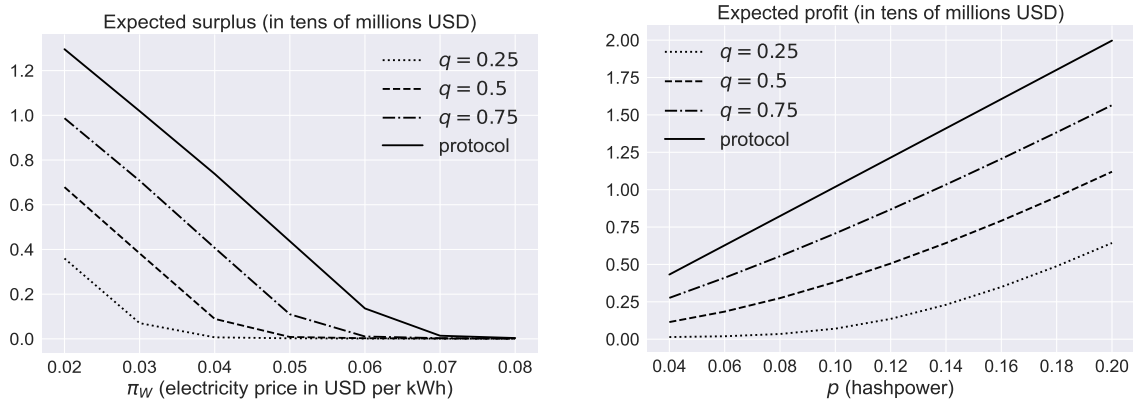 Expected surplus (in tens of millions USD)
q = 0.25
q = 0.5
q = 0.75
protocol
1.2
1.0
0.8
0.6
0.4
0.2
0.0
0.02 0.03 0.04 0.05 0.06 0.07 0.08
π_W (electricity price in USD per kWh)
Expected profit (in tens of millions USD)
q = 0.25
q = 0.5
q = 0.75
protocol
2.00
1.75
1.50
1.25
1.00
0.75
0.50
0.25
0.00
0.04 0.06 0.08 0.10 0.12 0.14 0.16 0.18 0.20
p (hashpower)